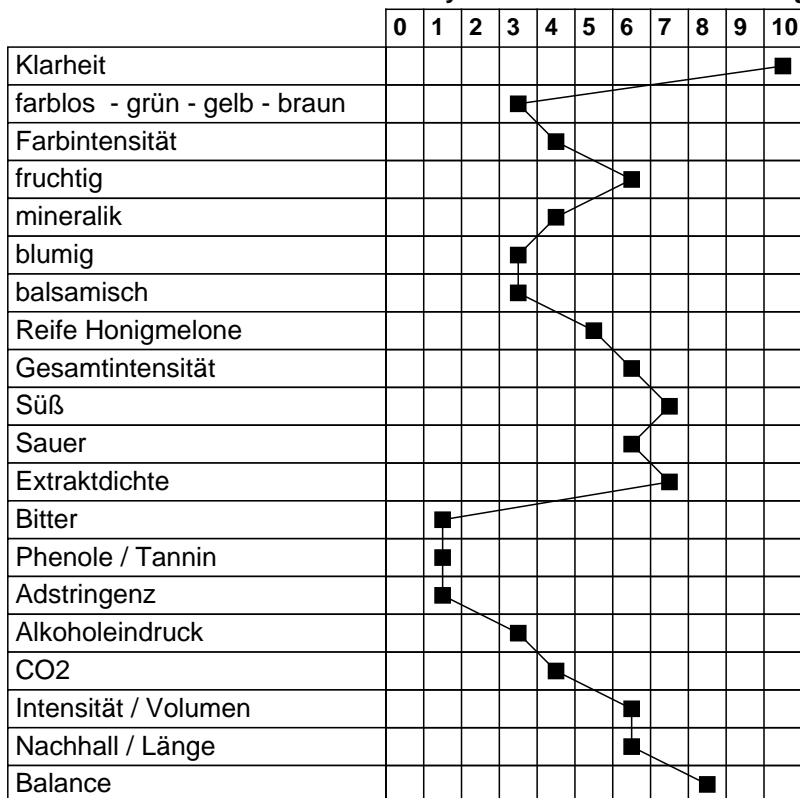 0 1 2 3 4 5 6 7 8 9 10
Klarheit
farblos - grün - gelb - braun
Farbintensität
fruchtig
mineralik
blumig
balsamisch
Reife Honigmelone
Gesamtintensität
Süß
Sauer
Extraktdichte
Bitter
Phenole / Tannin
Adstringenz
Alkoholeindruck
CO2
Intensität / Volumen
Nachhall / Länge
Balance